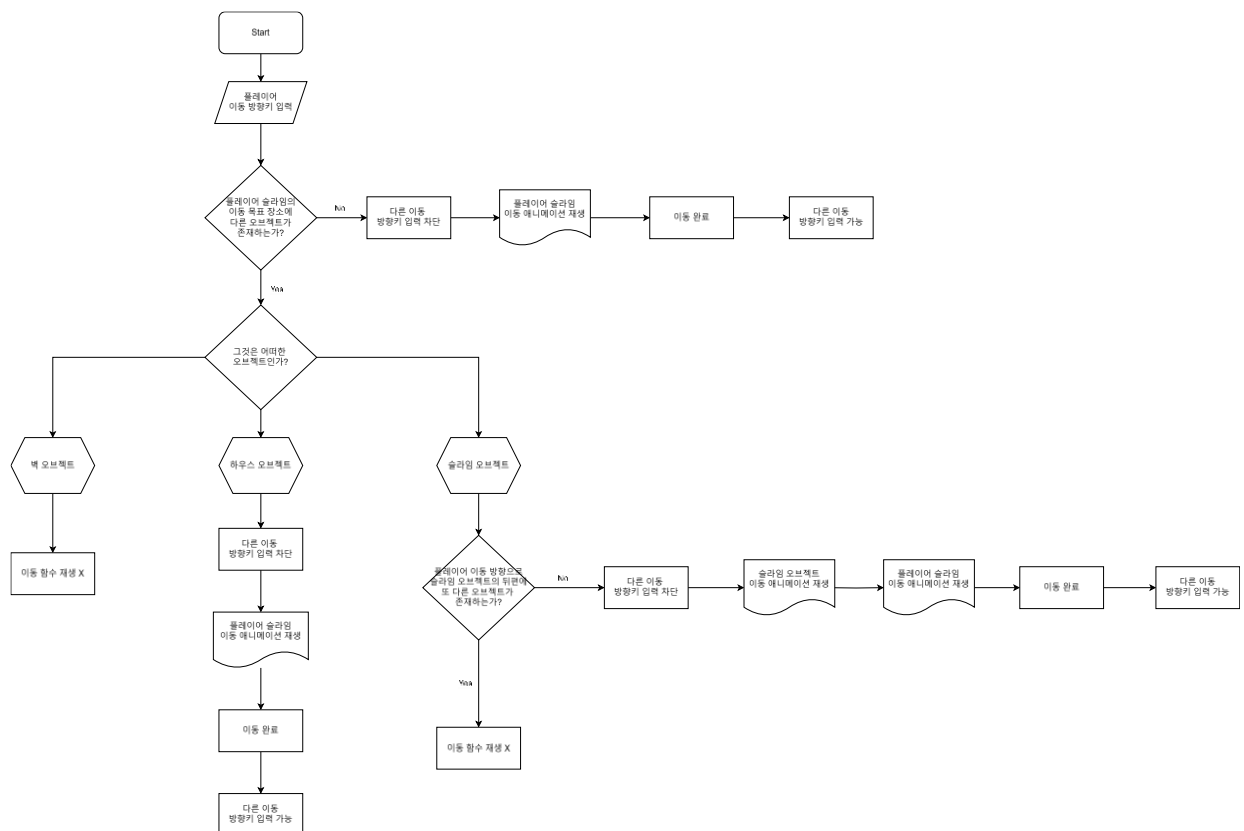 Start
플레이어
이동 방향키 입력
플레이어 슬라임의
이동 목표 장소에
다른 오브젝트가
존재하는가?
No
다른 이동
방향키 입력 차단
플레이어 슬라임
이동 애니메이션 재생
이동 완료
다른 이동
방향키 입력 가능
Yes
그것은 어떠한
오브젝트인가?
벽 오브젝트
하우스 오브젝트
슬라임 오브젝트
이동 함수 재생 X
다른 이동
방향키 입력 차단
플레이어 슬라임
이동 애니메이션 재생
이동 완료
다른 이동
방향키 입력 가능
플레이어 이동 방향으로
슬라임 오브젝트의 뒤편에
또 다른 오브젝트가
존재하는가?
No
다른 이동
방향키 입력 차단
슬라임 오브젝트
이동 애니메이션 재생
플레이어 슬라임
이동 애니메이션 재생
이동 완료
다른 이동
방향키 입력 가능
Yes
이동 함수 재생 X